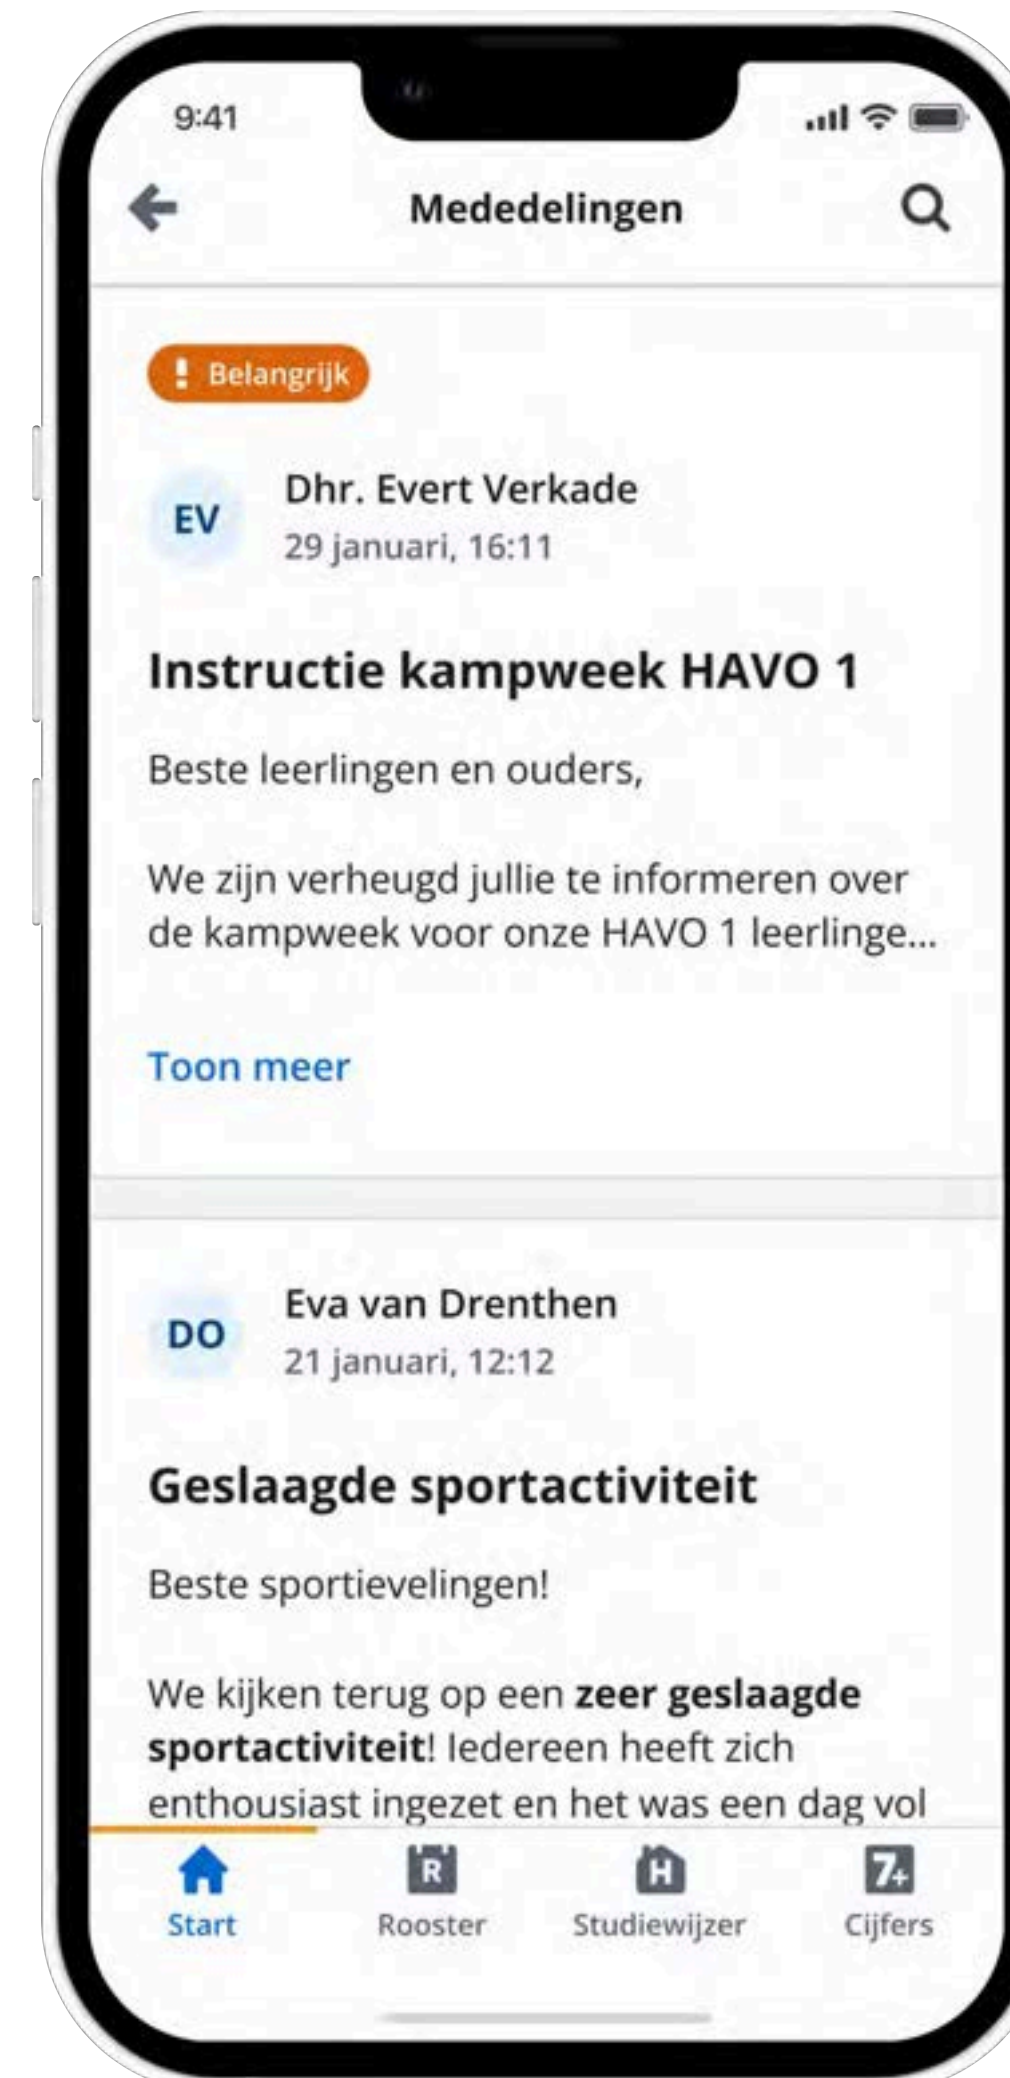 9:41
Mededelingen
! Belangrijk
EV
Dhr. Evert Verkade
29 januari, 16:11
Instructie kampweek HAVO 1
Beste leerlingen en ouders,
We zijn verheugd jullie te informeren over
de kampweek voor onze HAVO 1 leerlinge...
Toon meer
DO
Eva van Drenthen
21 januari, 12:12
Geslaagde sportactiviteit
Beste sportievelingen!
We kijken terug op een zeer geslaagde
sportactiviteit! Iedereen heeft zich
enthousiast ingezet en het was een dag vol
R
H
7+
Start
Rooster
Studiewijzer
Cijfers